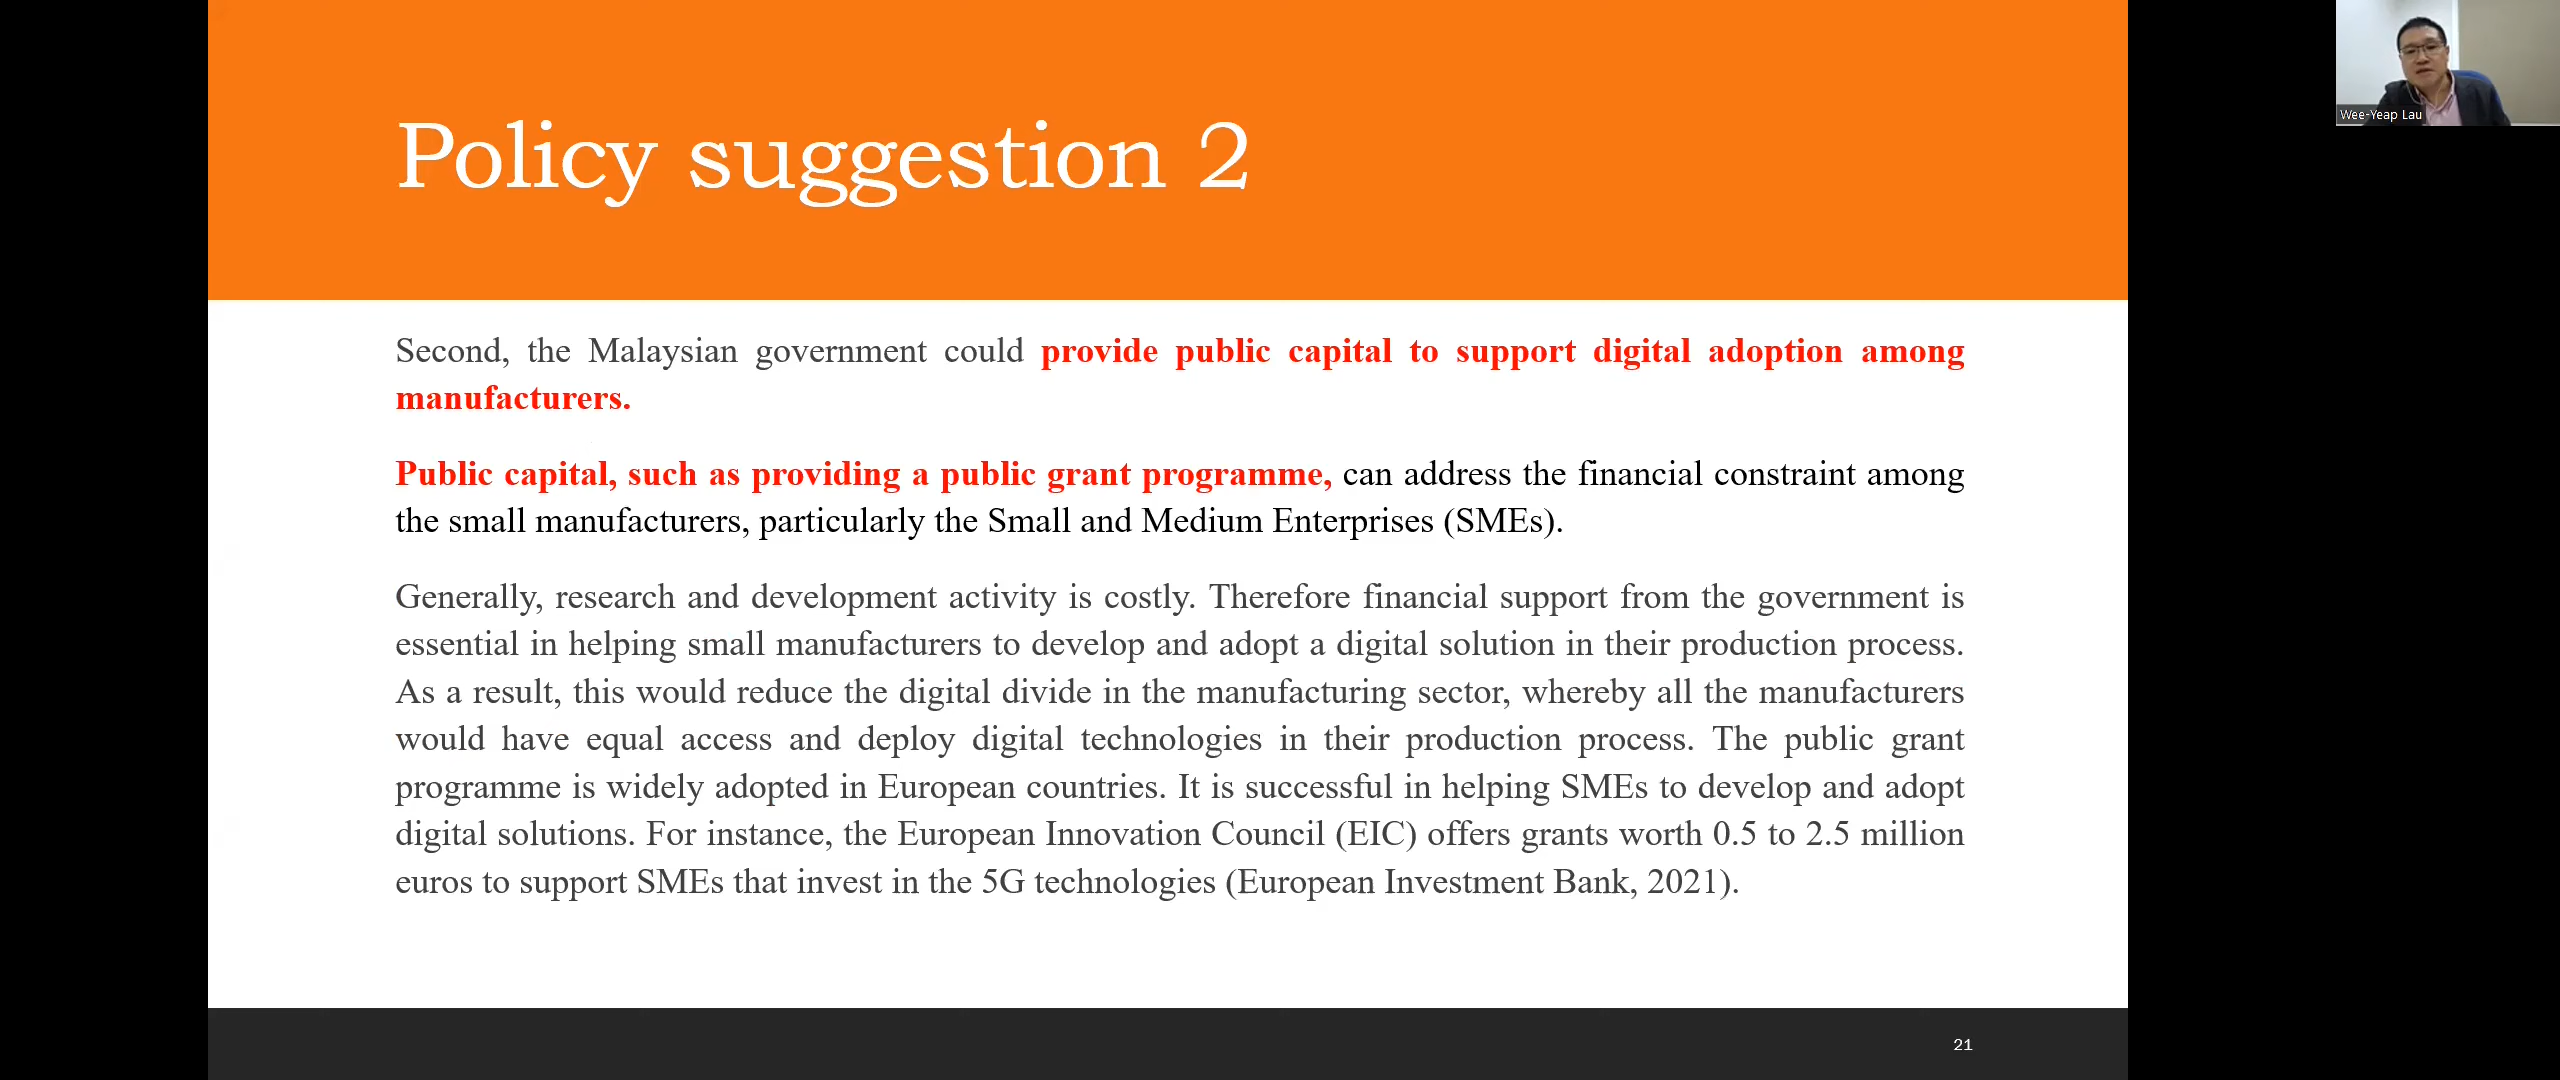 Policy suggestion 2
Wee-Yeap Lau
Second, the Malaysian government could provide public capital to support digital adoption among
manufacturers.
Public capital, such as providing a public grant programme, can address the financial constraint among
the small manufacturers, particularly the Small and Medium Enterprises (SMEs).
Generally, research and development activity is costly. Therefore financial support from the government is
essential in helping small manufacturers to develop and adopt a digital solution in their production process.
As a result, this would reduce the digital divide in the manufacturing sector, whereby all the manufacturers
would have equal access and deploy digital technologies in their production process. The public grant
programme is widely adopted in European countries. It is successful in helping SMEs to develop and adopt
digital solutions. For instance, the European Innovation Council (EIC) offers grants worth 0.5 to 2.5 million
euros to support SMEs that invest in the 5G technologies (European Investment Bank, 2021).
21